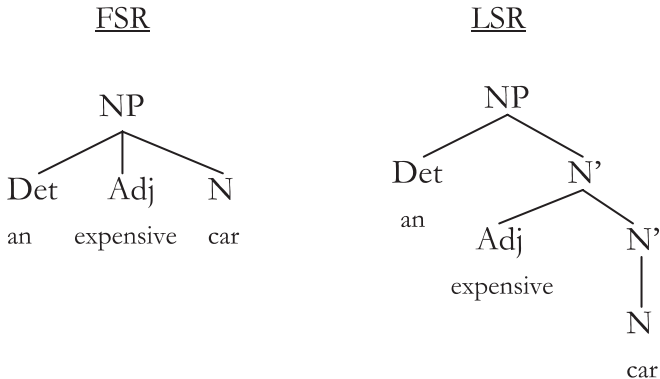 FSR
NP
Det Adj N
an expensive car
LSR
NP
Det N’
an
Adj N’
expensive
N
car